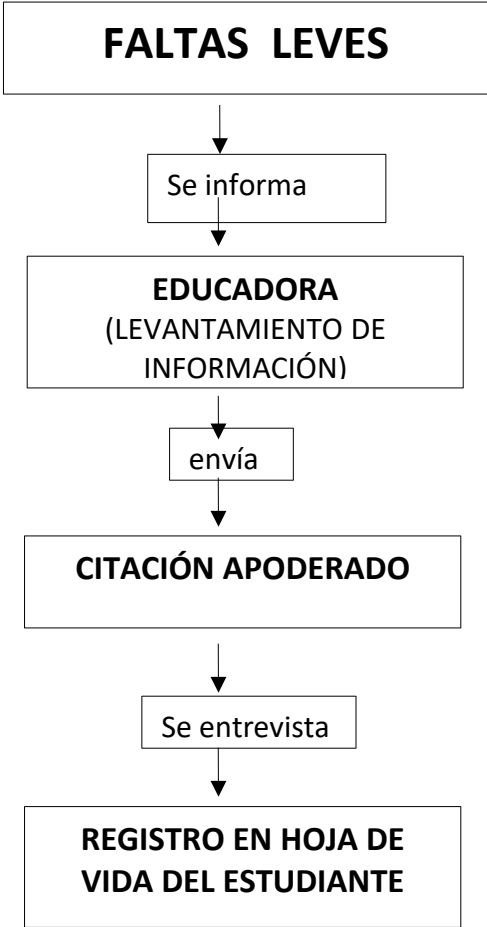 FALTAS LEVES
Se informa
EDUCADORA
(LEVANTAMIENTO DE
INFORMACIÓN)
envía
CITACIÓN APODERADO
Se entrevista
REGISTRO EN HOJA DE
VIDA DEL ESTUDIANTE